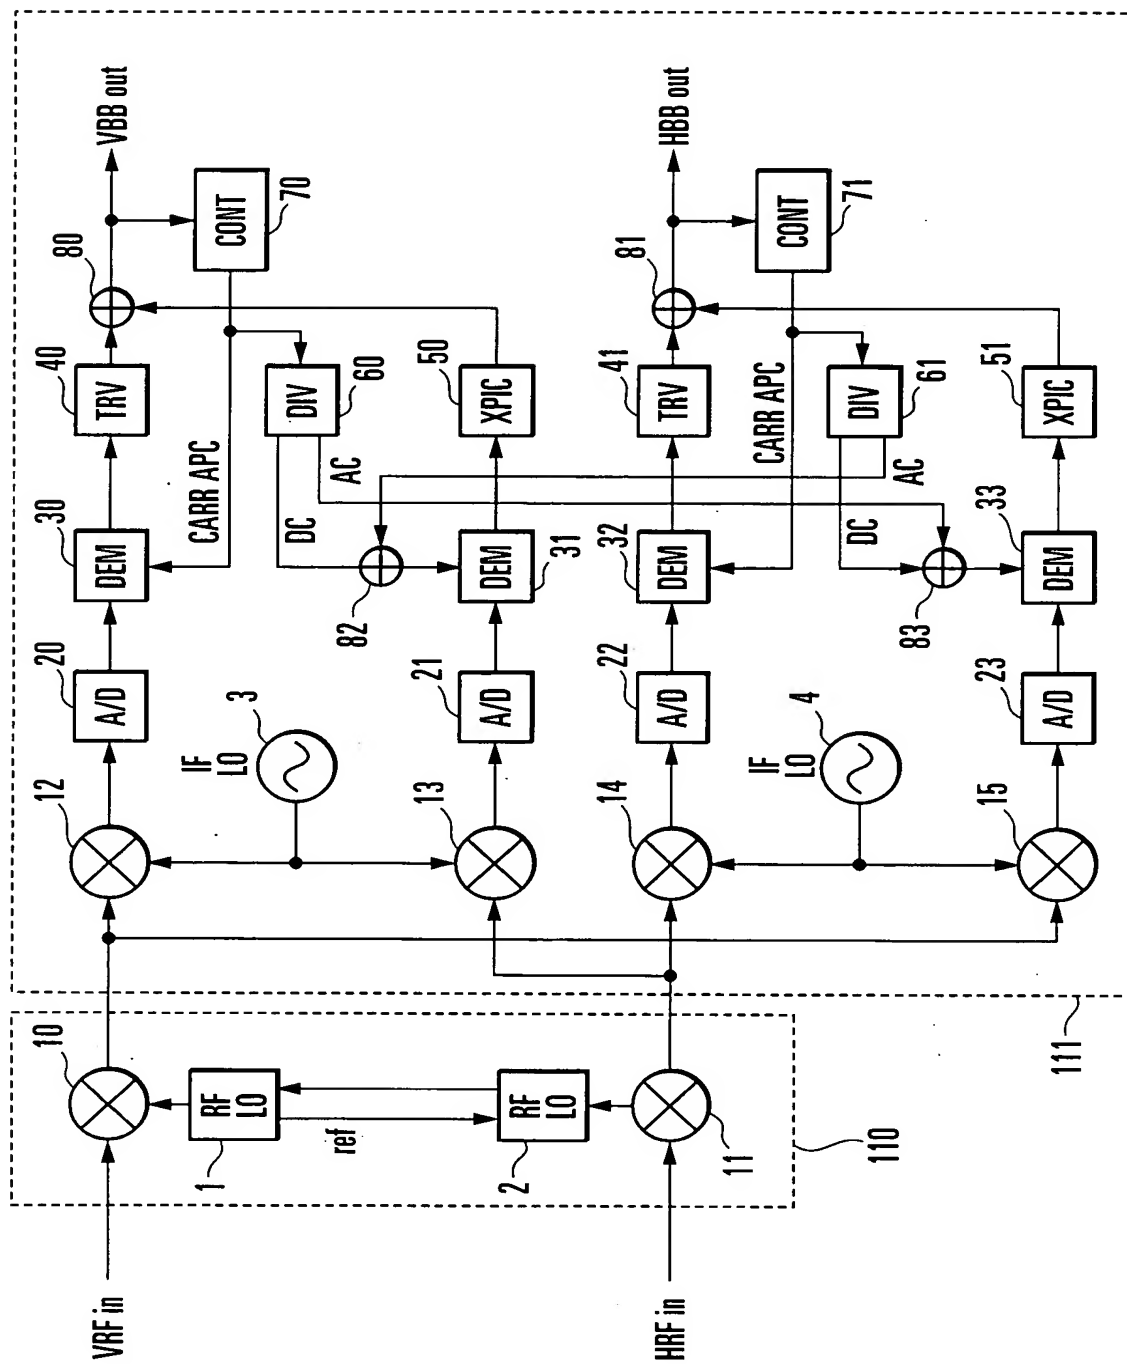 VRF in
10
RF
LO
1
ref
RF
LO
2
11
HRF in
110
111
12
20
A/D
30
DEM
40
TRV
80
VBB out
CONT
70
CARR APC
DIV
60
DC
AC
82
IF
LO
3
13
21
A/D
DEM
31
50
XPIC
14
22
A/D
32
DEM
41
TRV
81
HBB out
CONT
71
CARR APC
DIV
61
DC
AC
83
IF
LO
4
15
23
A/D
33
DEM
51
XPIC